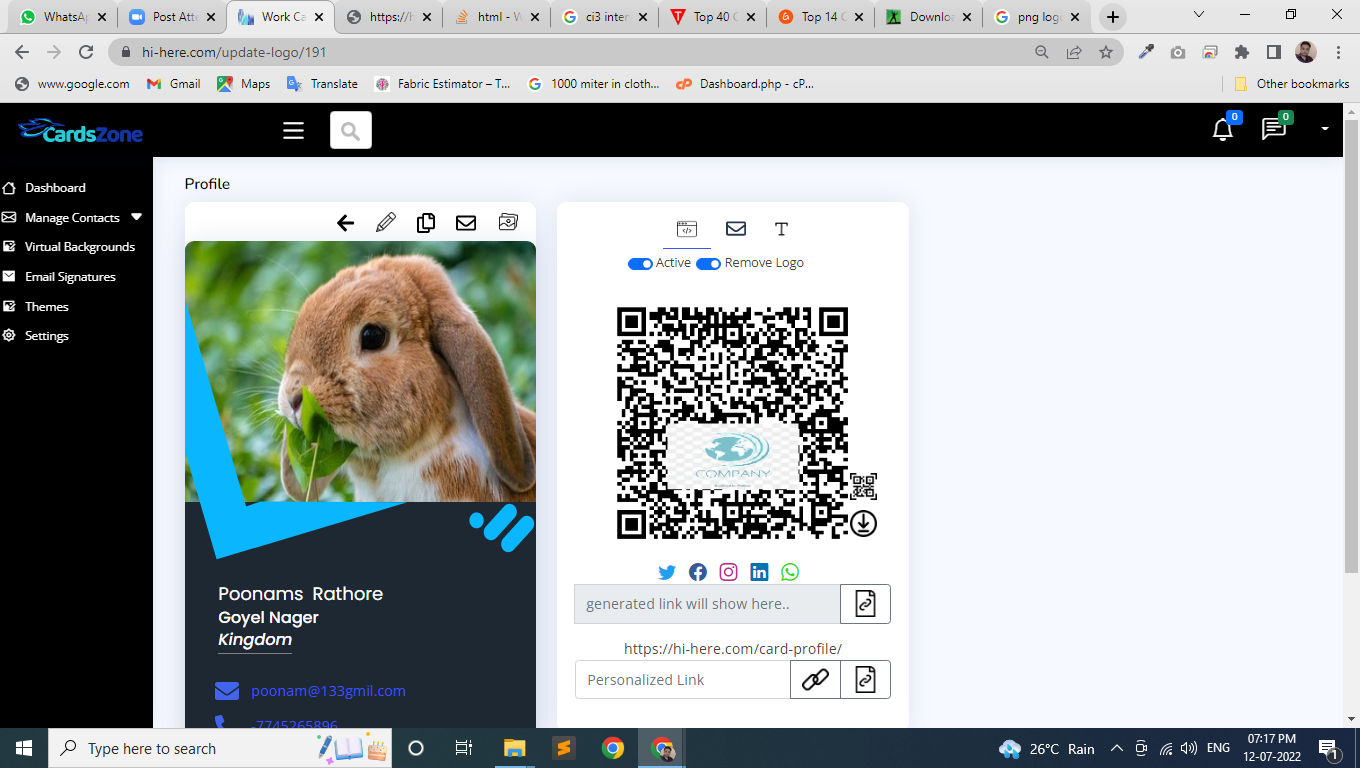 WhatsAp
Post Atte
Work Ca
https://h
html - W
ci3 inter
Top 40 C
Top 14 C
Downloa
png logo
hi-here.com/update-logo/191
www.google.com
Gmail
Maps
Translate
Fabric Estimator – T...
1000 miter in cloth...
Dashboard.php - cP...
Other bookmarks
CardsZone
0
0
Dashboard
Manage Contacts
Virtual Backgrounds
Email Signatures
Themes
Settings
Profile
Poonams Rathore
Goyel Nager
Kingdom
poonam@133gmil.com
-7745265896
T
Active Remove Logo
COMPANY
generated link will show here..
https://hi-here.com/card-profile/
Personalized Link
Type here to search
26°C Rain
ENG
07:17 PM
12-07-2022
1